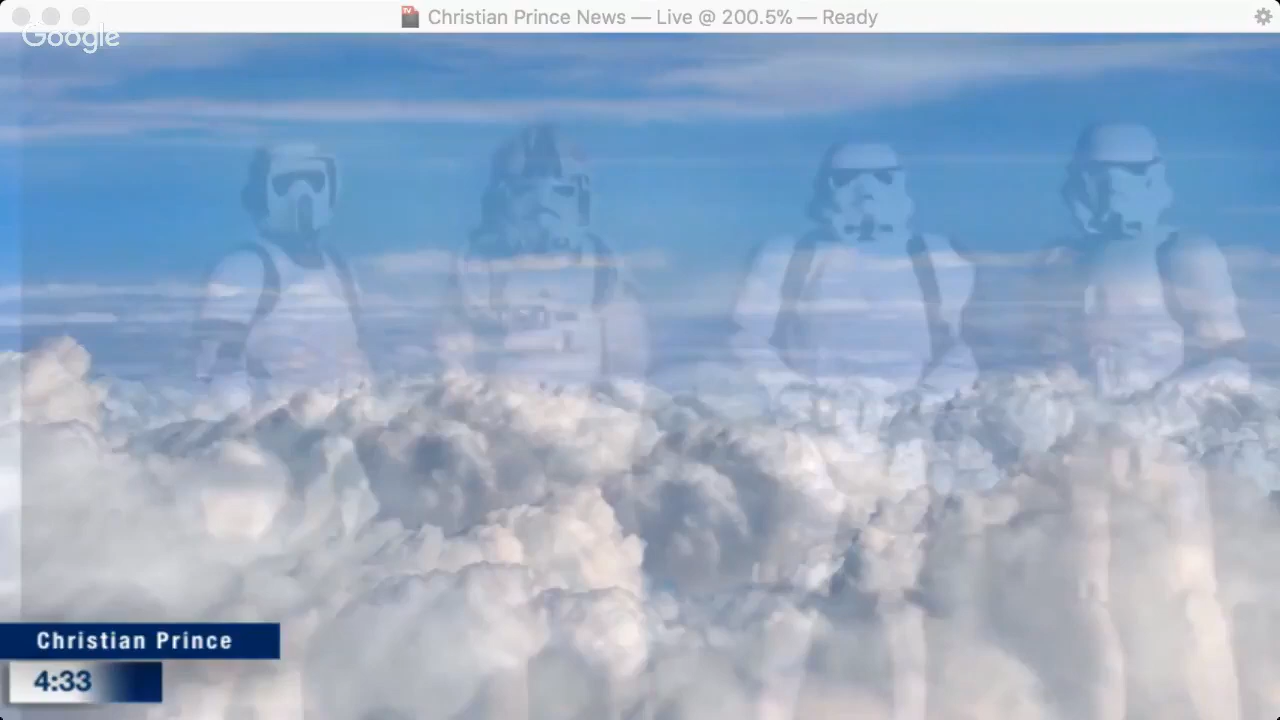 Christian Prince News — Live @ 200.5% — Ready
Google
Christian Prince
4:33